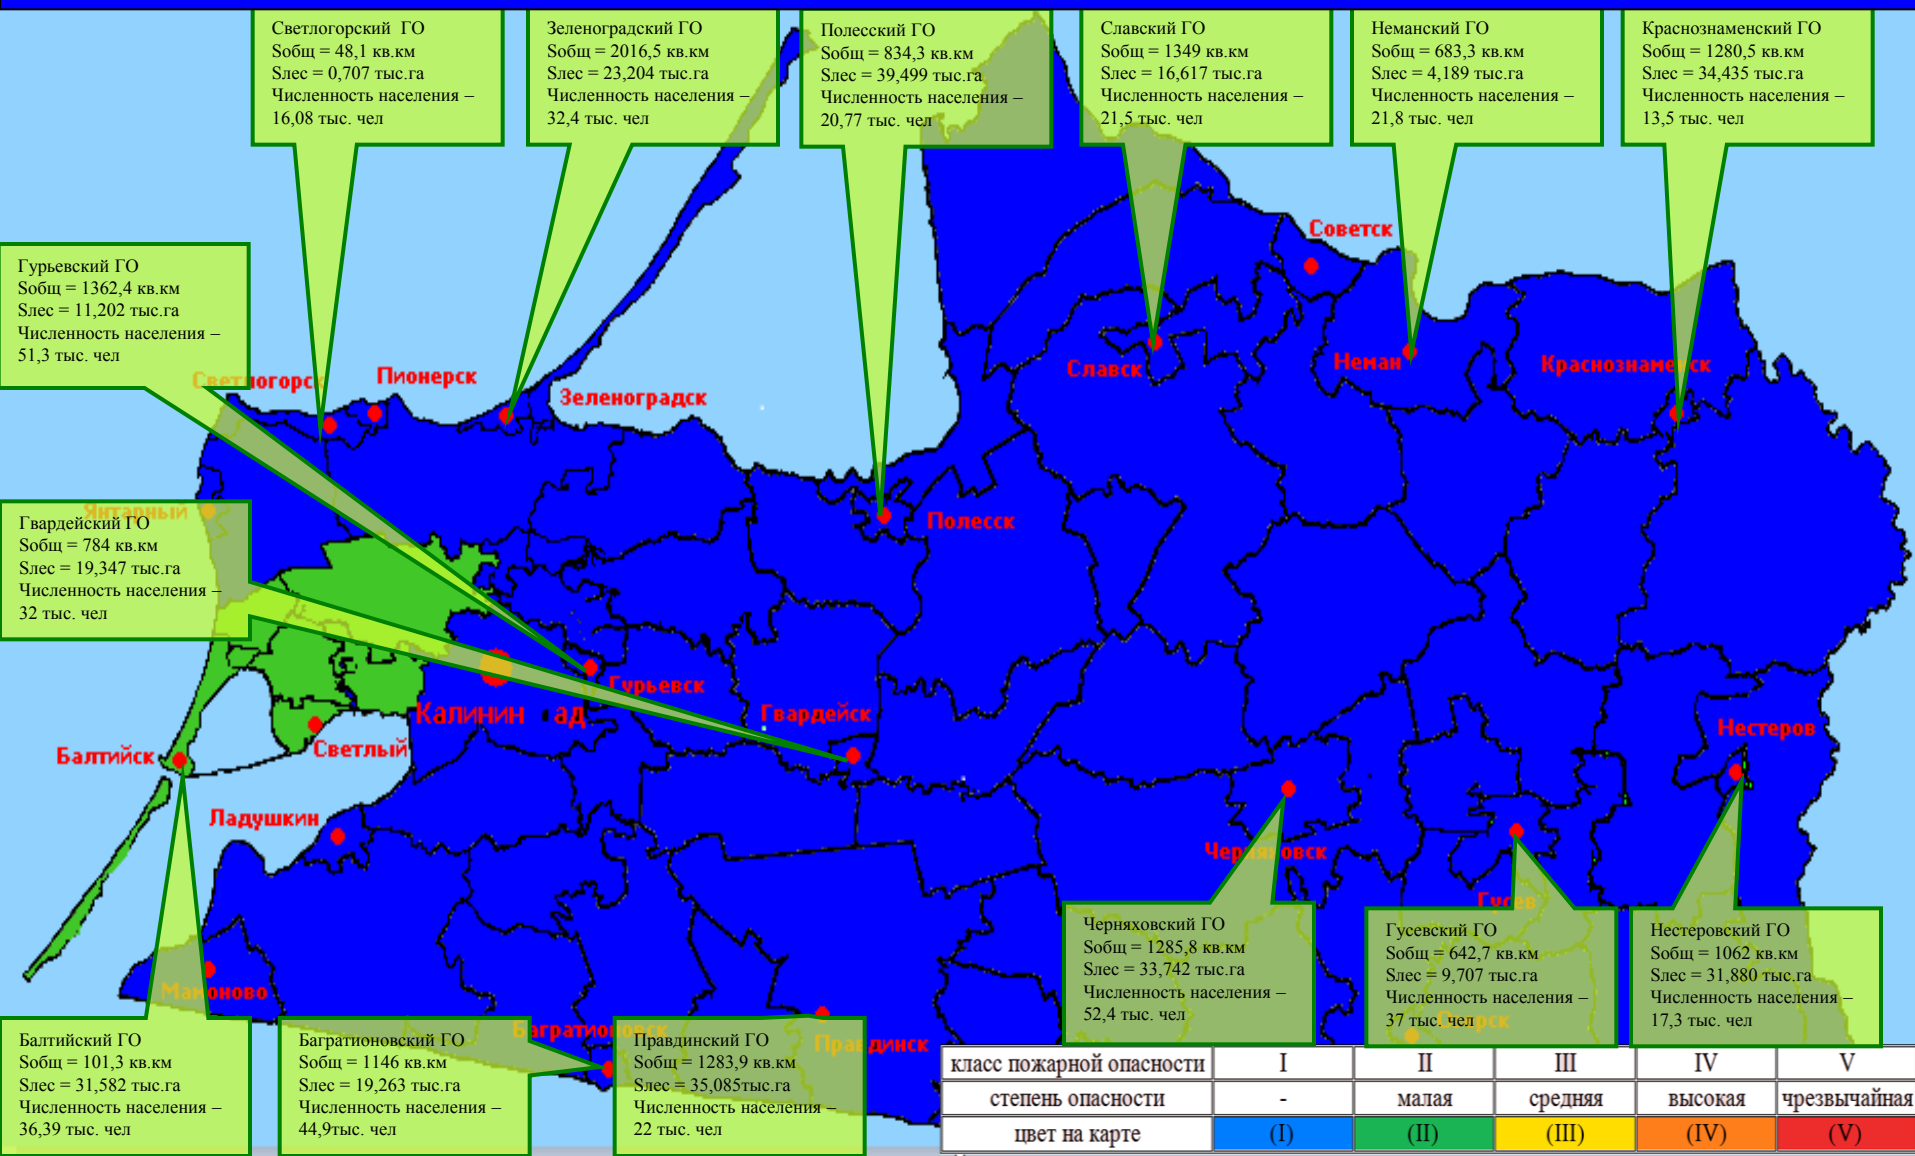 Светлогорский ГО
Sобщ = 48,1 кв.км
Sлес = 0,707 тыс.га
Численность населения –
16,08 тыс. чел
Зеленоградский ГО
Sобщ = 2016,5 кв.км
Sлес = 23,204 тыс.га
Численность населения –
32,4 тыс. чел
Полесский ГО
Sобщ = 834,3 кв.км
Sлес = 39,499 тыс.га
Численность населения –
20,77 тыс. чел
Славский ГО
Sобщ = 1349 кв.км
Sлес = 16,617 тыс.га
Численность населения –
21,5 тыс. чел
Неманский ГО
Sобщ = 683,3 кв.км
Sлес = 4,189 тыс.га
Численность населения –
21,8 тыс. чел
Краснознаменский ГО
Sобщ = 1280,5 кв.км
Sлес = 34,435 тыс.га
Численность населения –
13,5 тыс. чел
Гурьевский ГО
Sобщ = 1362,4 кв.км
Sлес = 11,202 тыс.га
Численность населения –
51,3 тыс. чел
Советск
Славск
Неман
Краснознаменск
Светлогорск
Пионерск
Зеленоградск
Янтарный
Полесск
Гвардейский ГО
Sобщ = 784 кв.км
Sлес = 19,347 тыс.га
Численность населения –
32 тыс. чел
Гурьевск
Калинин ад
Гвардейск
Нестеров
Балтийск
Светлый
Ладушкин
Черняховск
Гусев
Мамоново
Багратионовск
Правдинск
Озерск
Черняховский ГО
Sобщ = 1285,8 кв.км
Sлес = 33,742 тыс.га
Численность населения –
52,4 тыс. чел
Гусевский ГО
Sобщ = 642,7 кв.км
Sлес = 9,707 тыс.га
Численность населения –
37 тыс. чел
Нестеровский ГО
Sобщ = 1062 кв.км
Sлес = 31,880 тыс.га
Численность населения –
17,3 тыс. чел
Балтийский ГО
Sобщ = 101,3 кв.км
Sлес = 31,582 тыс.га
Численность населения –
36,39 тыс. чел
Багратионовский ГО
Sобщ = 1146 кв.км
Sлес = 19,263 тыс.га
Численность населения –
44,9тыс. чел
Правдинский ГО
Sобщ = 1283,9 кв.км
Sлес = 35,085тыс.га
Численность населения –
22 тыс. чел
класс пожарной опасности I II III IV V
степень опасности - малая средняя высокая чрезвычайная
цвет на карте (I) (II) (III) (IV) (V)